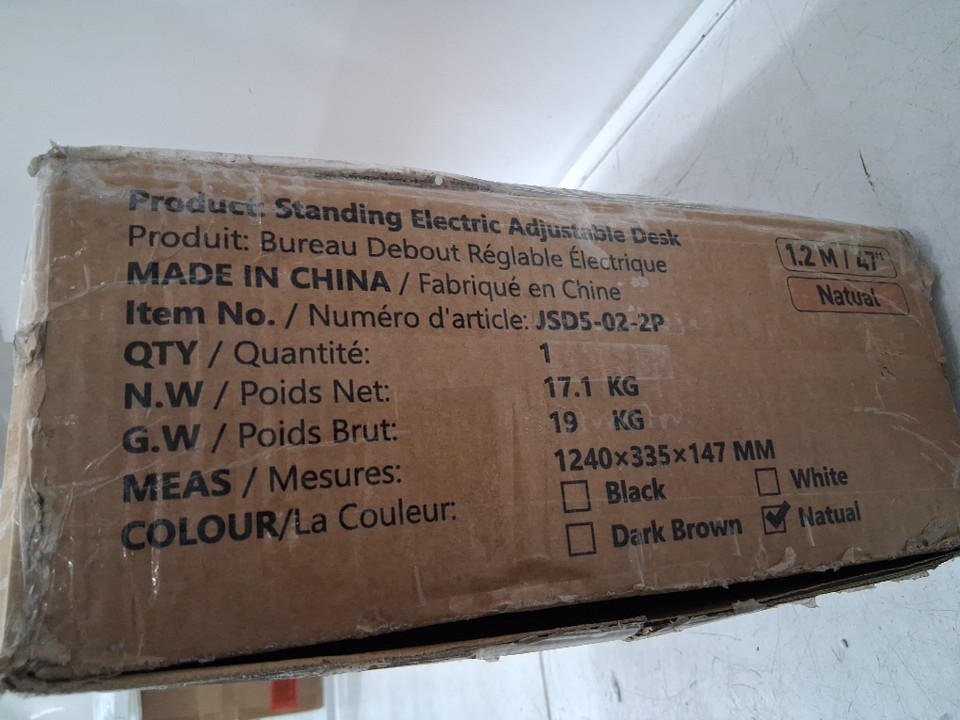 Product: Standing Electric Adjustable Desk
Produit: Bureau Debout Réglable Électrique
MADE IN CHINA / Fabriqué en Chine
Item No. / Numéro d'article: JSD5-02-2P
QTY / Quantité: 1
N.W / Poids Net: 17.1 KG
G.W / Poids Brut: 19 KG
MEAS / Mesures: 1240×335×147 MM
COLOUR/La Couleur: Black White
Dark Brown Natural
1.2 M / 47"
Natual